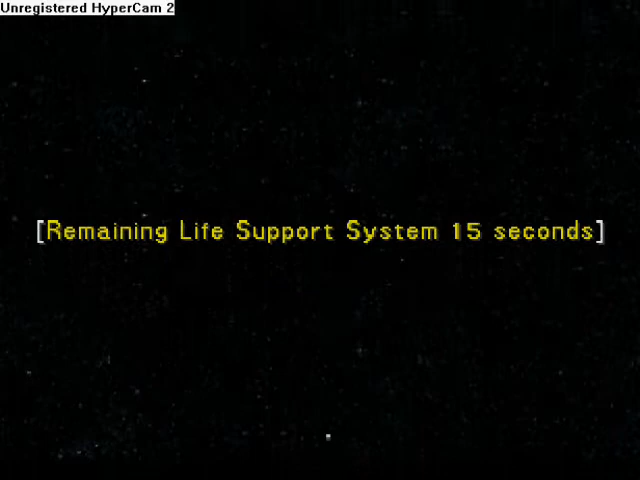 Unregistered HyperCam 2
[Remaining Life Support System 15 seconds]